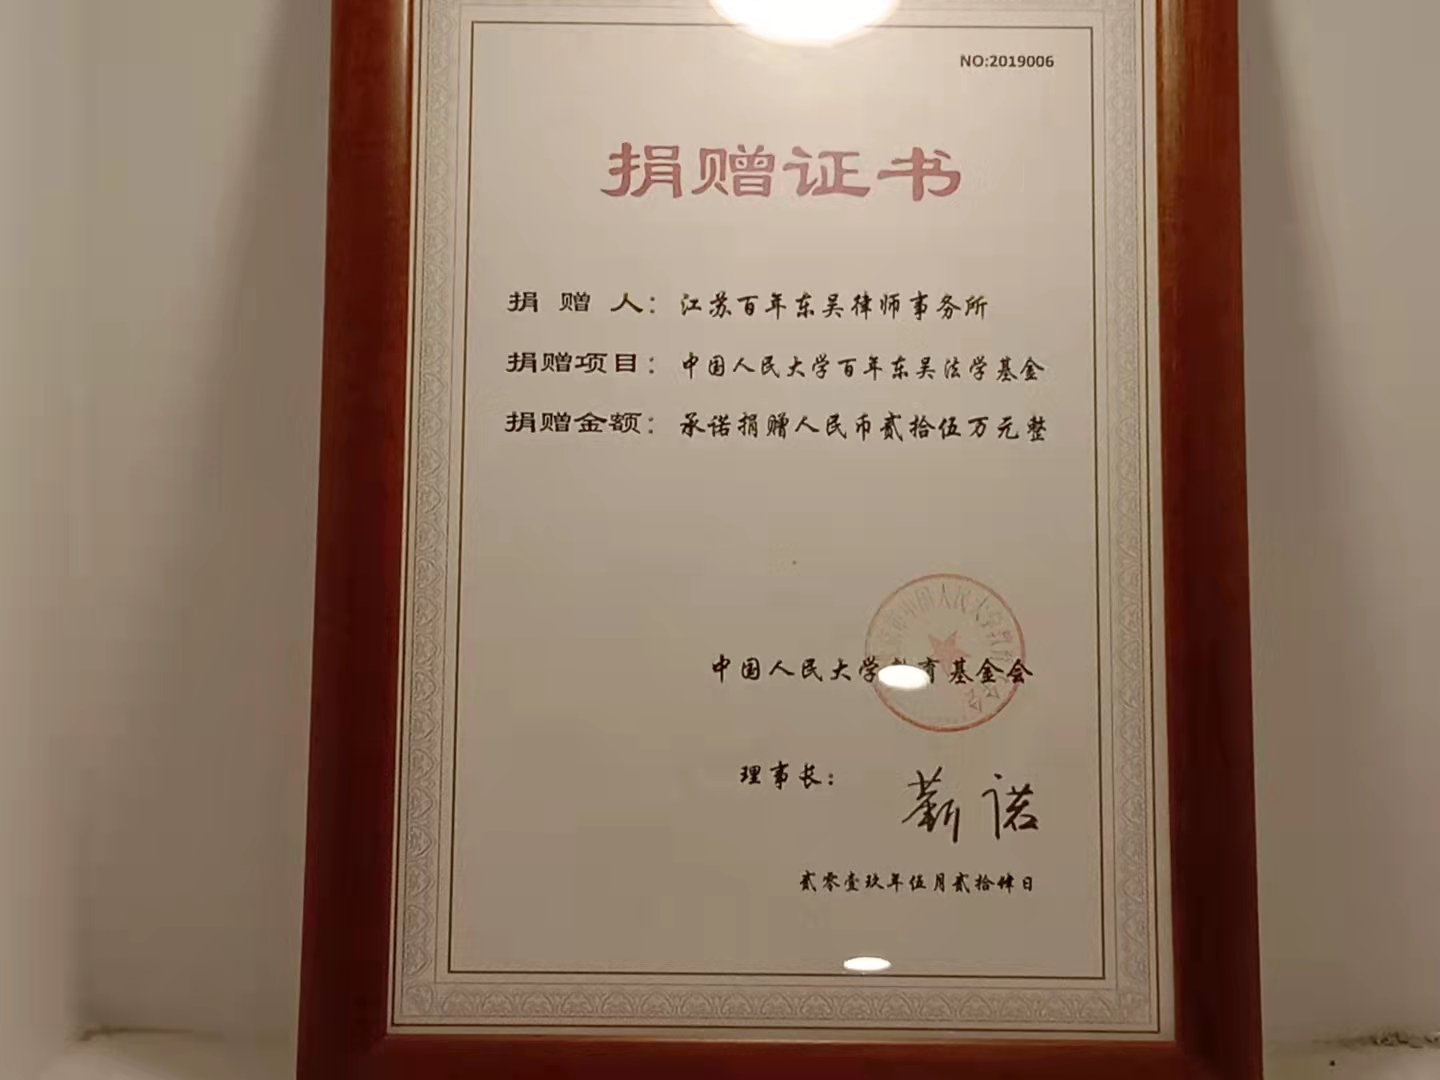 NO:2019006
捐赠证书
捐 赠 人：江苏百年东吴律师事务所
捐赠项目：中国人民大学百年东吴法学基金
捐赠金额：承诺捐赠人民币贰拾伍万元整
中国人民大学 育基金会
理事长：
贰零壹玖年伍月贰拾肆日